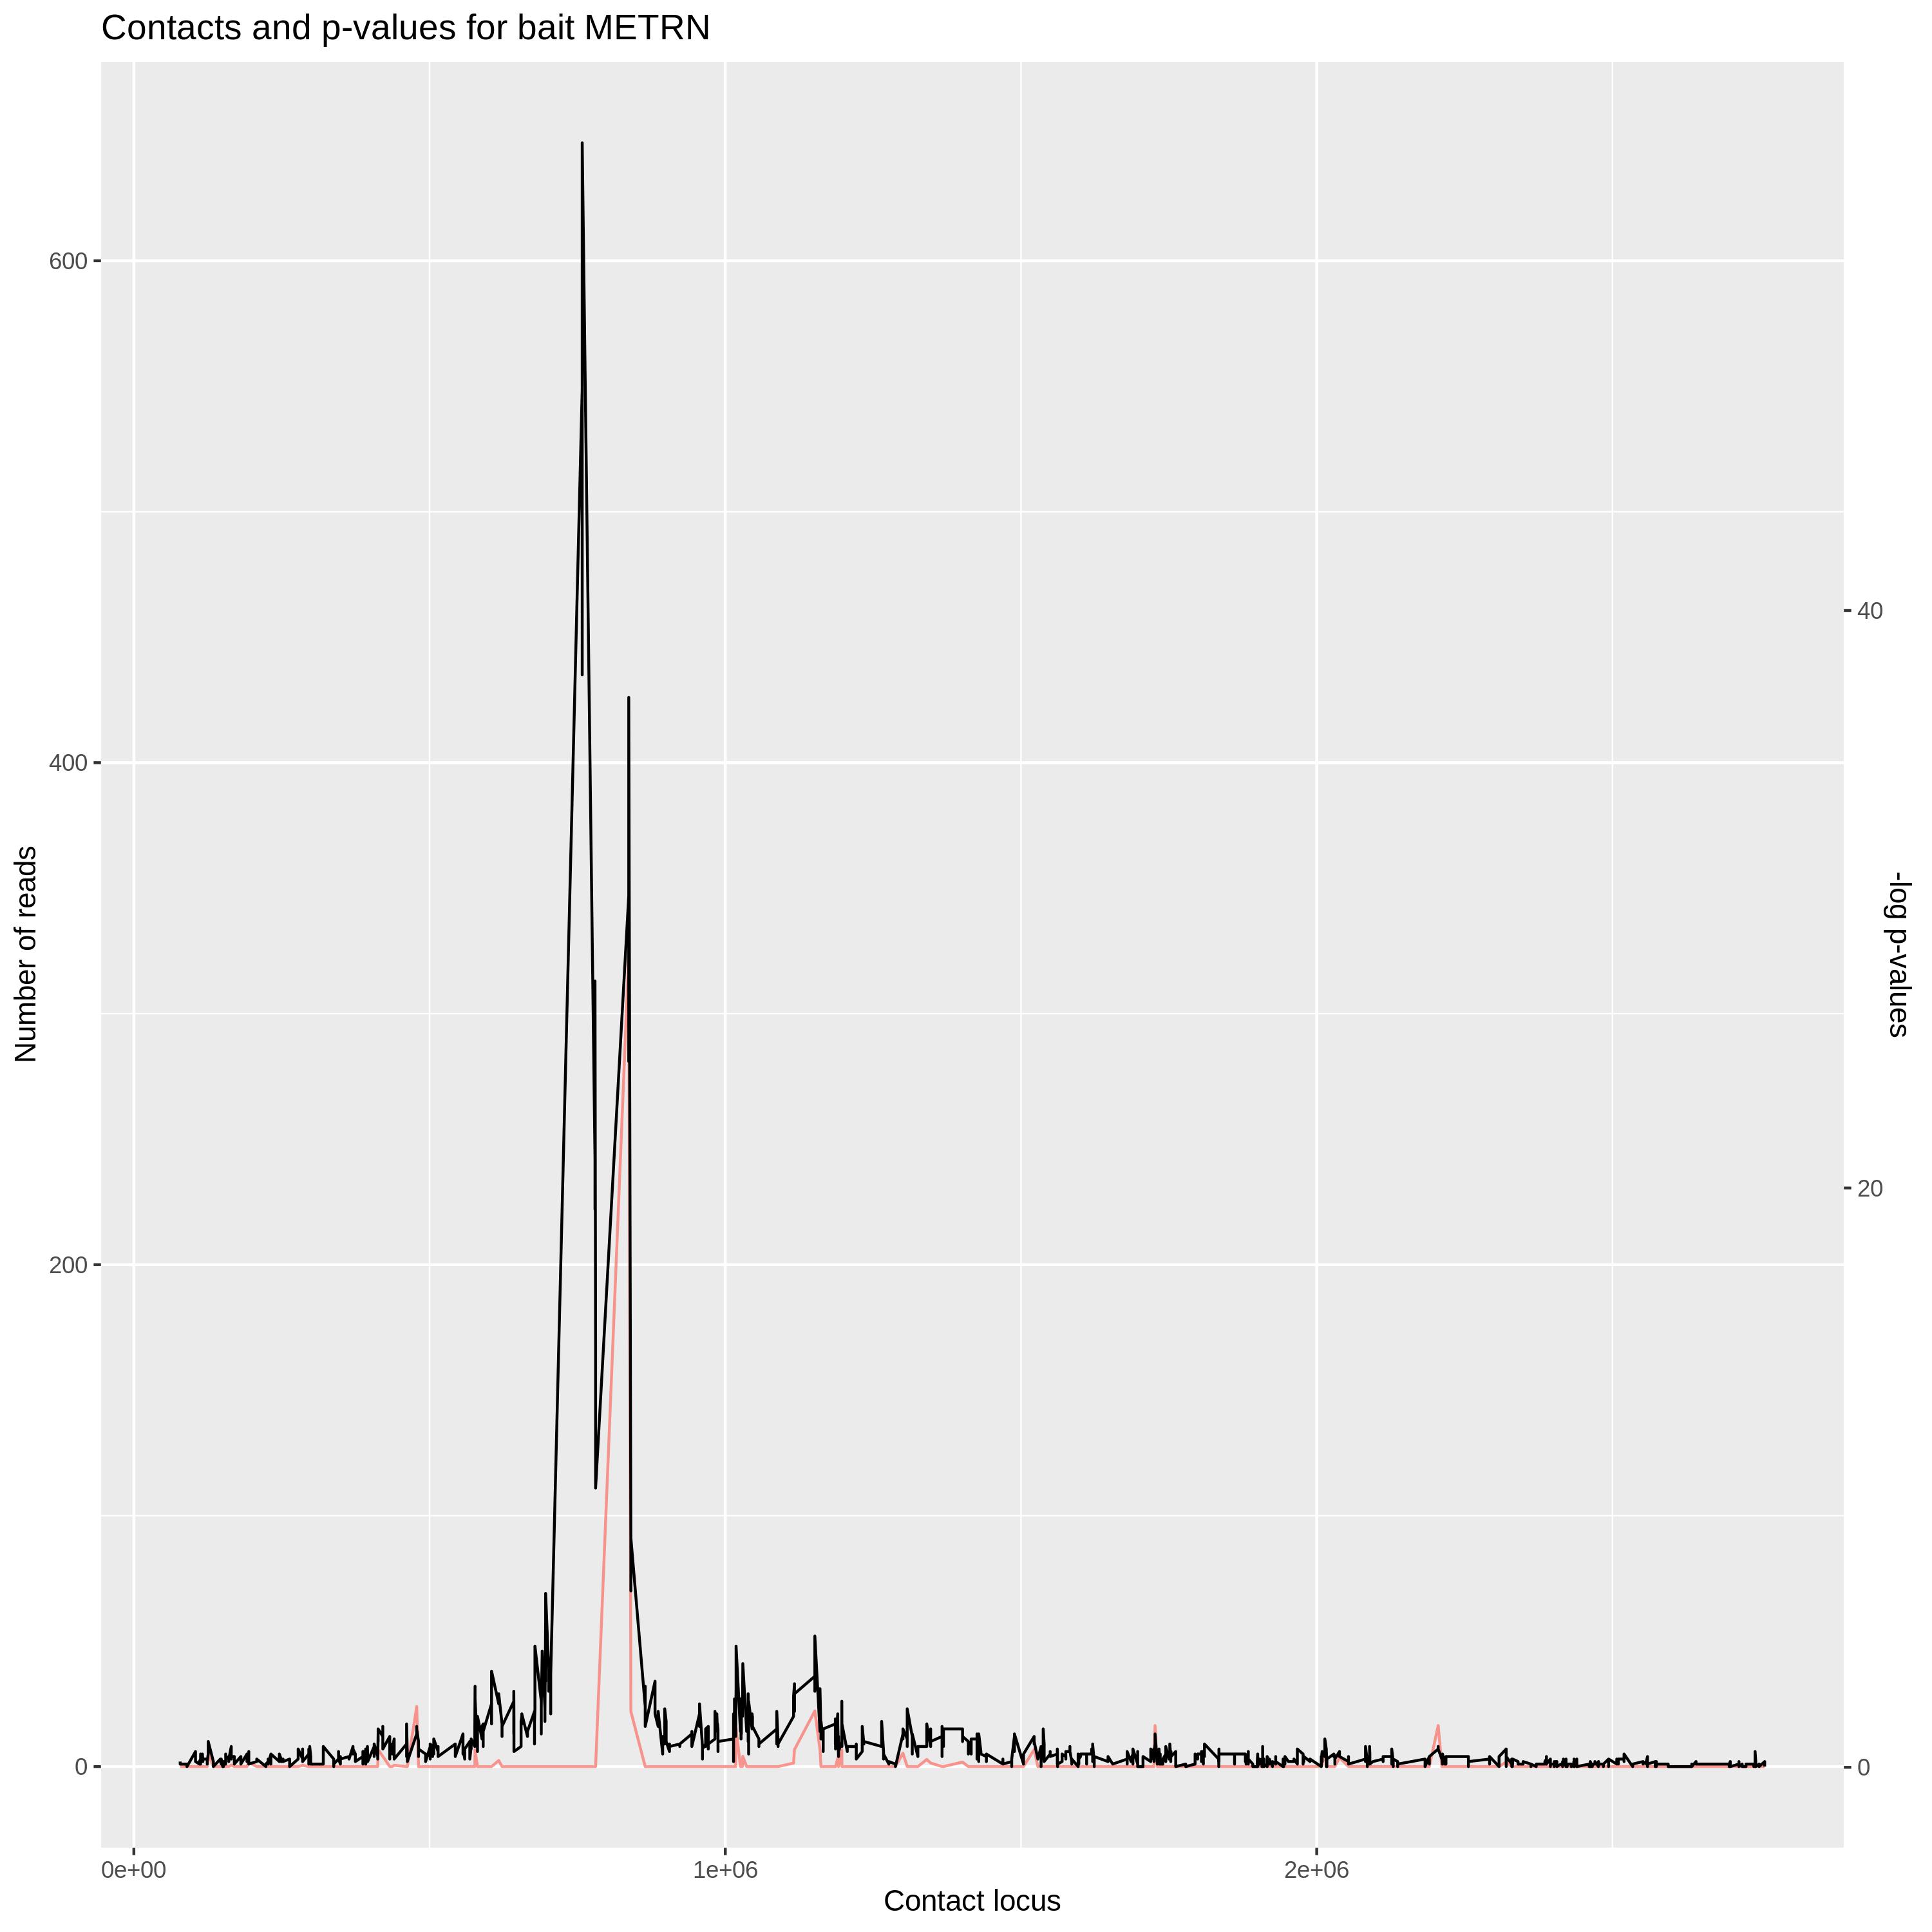 Contacts and p-values for bait METRN
600
400
200
0
Number of reads
40
20
0
-log p-values
0e+00
1e+06
2e+06
Contact locus